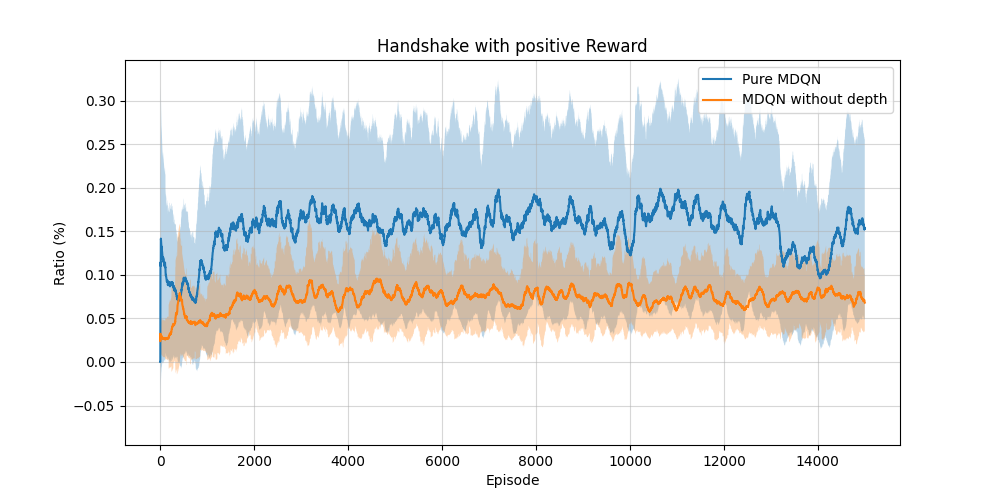 Handshake with positive Reward
Pure MDQN
MDQN without depth
Ratio (%)
0.30
0.25
0.20
0.15
0.10
0.05
0.00
−0.05
0 2000 4000 6000 8000 10000 12000 14000
Episode